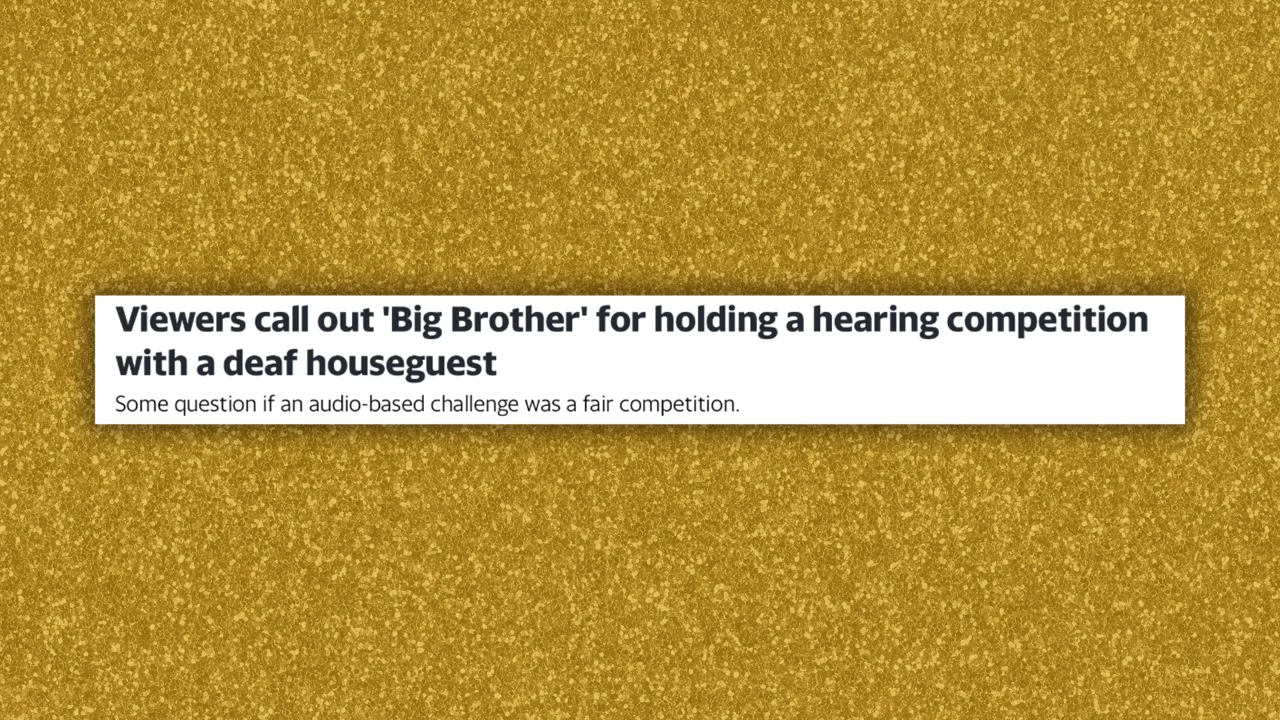 Viewers call out 'Big Brother' for holding a hearing competition
with a deaf houseguest
Some question if an audio-based challenge was a fair competition.